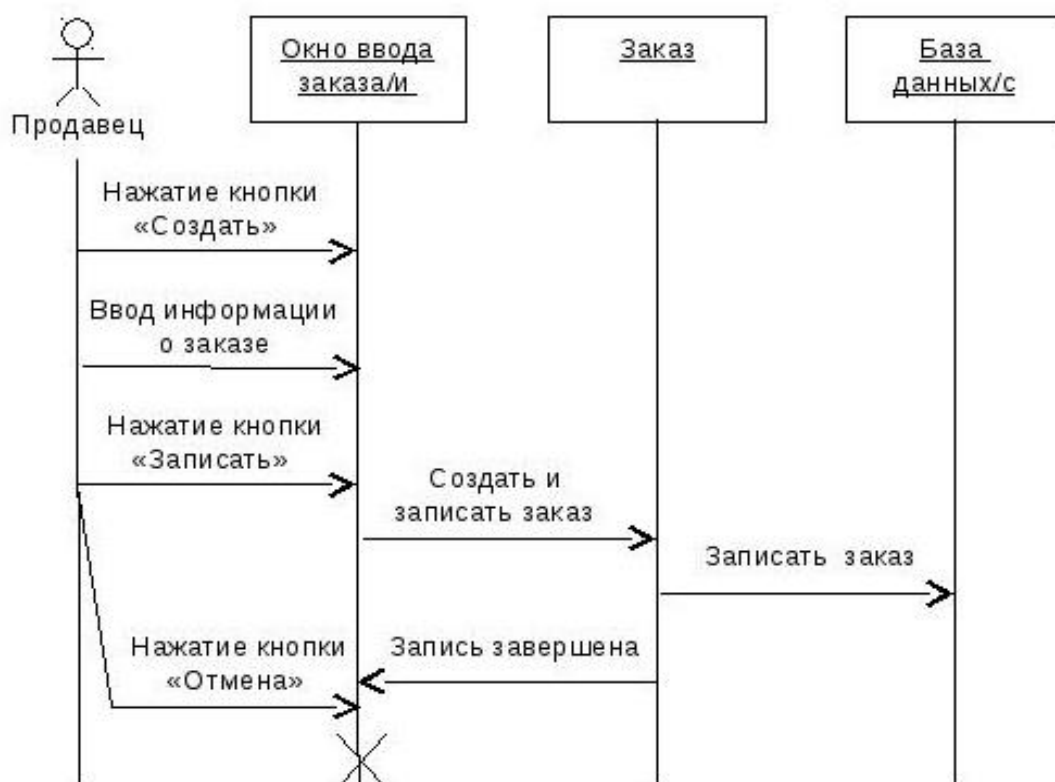 Продавец
Окно ввода
заказа/и
Заказ
База
данных/с
Нажатие кнопки
«Создать»
Ввод информации
о заказе
Нажатие кнопки
«Записать»
Создать и
записать заказ
Записать заказ
Запись завершена
Нажатие кнопки
«Отмена»